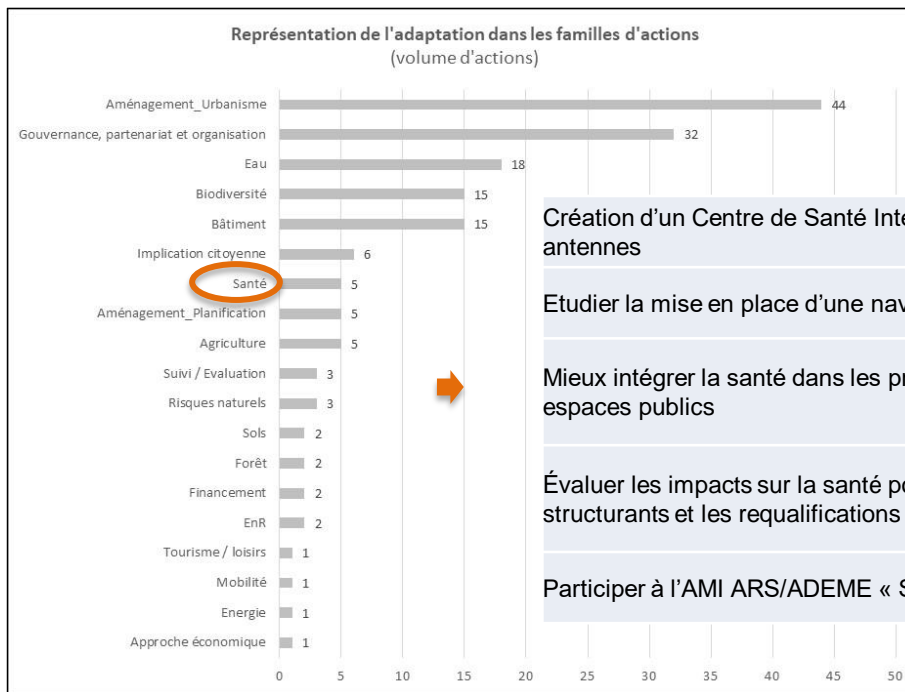 Représentation de l'adaptation dans les familles d'actions
(volume d'actions)
Aménagement_Urbanisme 44
Gouvernance, partenariat et organisation 32
Eau 18
Biodiversité 15
Bâtiment 15
Implication citoyenne 6
Santé 5
Aménagement_Planification 5
Agriculture 5
Suivi / Evaluation 3
Risques naturels 3
Sols 2
Forêt 2
Financement 2
EnR 2
Tourisme / loisirs 1
Mobilité 1
Energie 1
Approche économique 1
0 5 10 15 20 25 30 35 40 45 50
Création d’un Centre de Santé
antennes
Etudier la mise en place d’une
Mieux intégrer la santé dans les
espaces publics
Évaluer les impacts sur la santé
structurants et les requalifications
Participer à l’AMI ARS/ADEME «